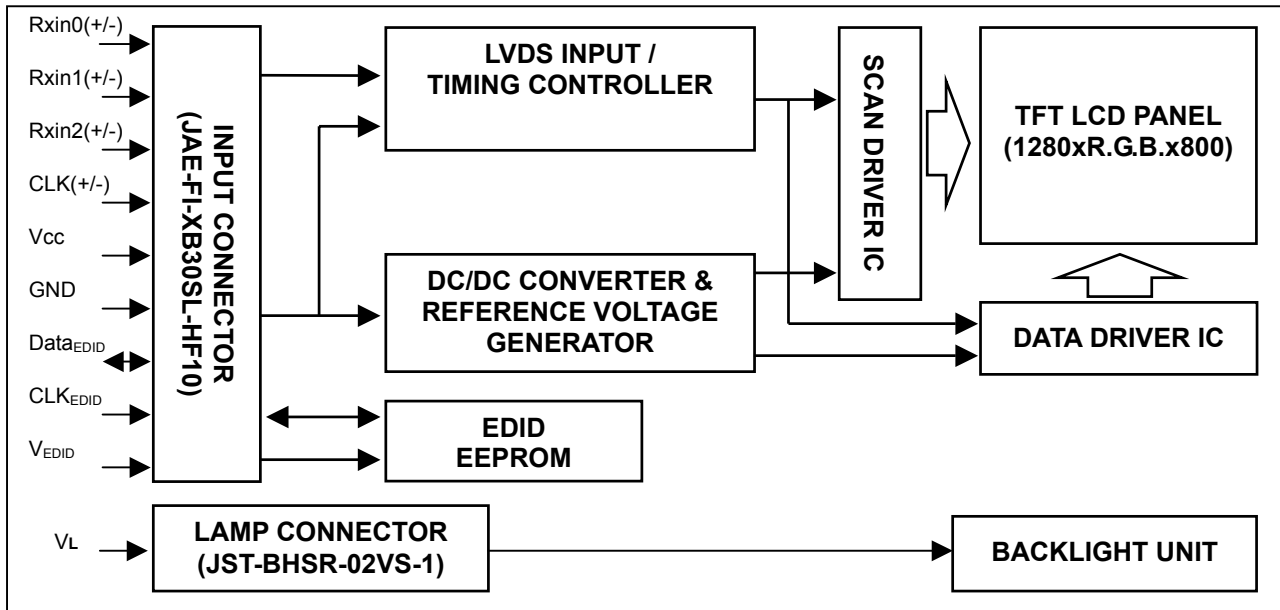 Rxin0(+/-)
Rxin1(+/-)
Rxin2(+/-)
CLK(+/-)
Vcc
GND
DataEDID
CLKEDID
VEDID
INPUT CONNECTOR
(JAE-FI-XB30SL-HF10)
LVDS INPUT /
TIMING CONTROLLER
DC/DC CONVERTER &
REFERENCE VOLTAGE
GENERATOR
EDID
EEPROM
SCAN DRIVER IC
TFT LCD PANEL
(1280xR.G.B.x800)
DATA DRIVER IC
VL
LAMP CONNECTOR
(JST-BHSR-02VS-1)
BACKLIGHT UNIT